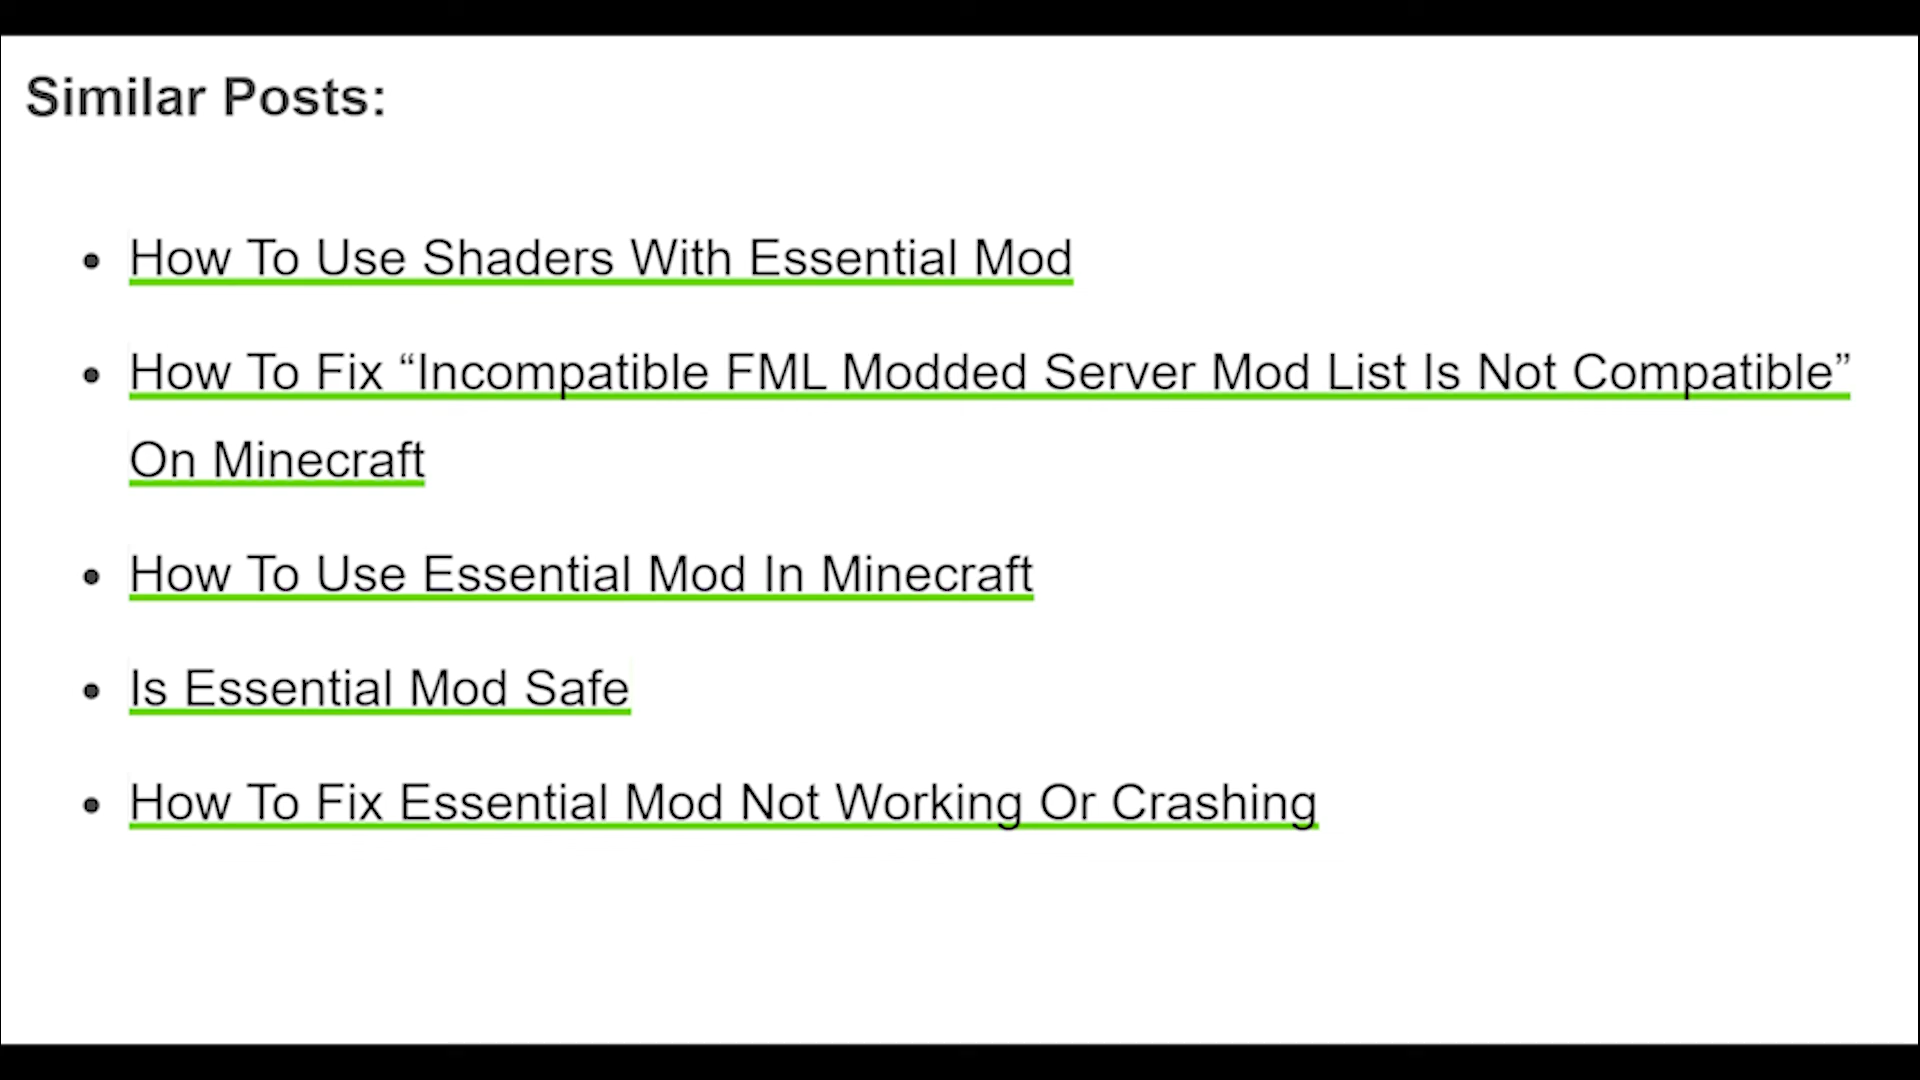 Similar Posts:
How To Use Shaders With Essential Mod
How To Fix “Incompatible FML Modded Server Mod List Is Not Compatible”
On Minecraft
How To Use Essential Mod In Minecraft
Is Essential Mod Safe
How To Fix Essential Mod Not Working Or Crashing